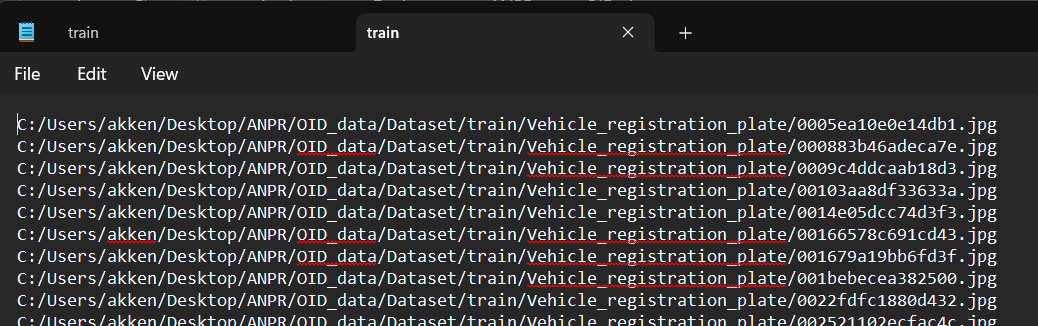 train
train
File
Edit
View
C:/Users/akken/Desktop/ANPR/OID_data/Dataset/train/Vehicle_registration_plate/0005ea10e0e14db1.jpg
C:/Users/akken/Desktop/ANPR/OID_data/Dataset/train/Vehicle_registration_plate/000883b46adeca7e.jpg
C:/Users/akken/Desktop/ANPR/OID_data/Dataset/train/Vehicle_registration_plate/0009c4ddcaab18d3.jpg
C:/Users/akken/Desktop/ANPR/OID_data/Dataset/train/Vehicle_registration_plate/00103aa8df33633a.jpg
C:/Users/akken/Desktop/ANPR/OID_data/Dataset/train/Vehicle_registration_plate/0014e05dcc74d3f3.jpg
C:/Users/akken/Desktop/ANPR/OID_data/Dataset/train/Vehicle_registration_plate/00166578c691cd43.jpg
C:/Users/akken/Desktop/ANPR/OID_data/Dataset/train/Vehicle_registration_plate/001679a19bb6fd3f.jpg
C:/Users/akken/Desktop/ANPR/OID_data/Dataset/train/Vehicle_registration_plate/001bebecea382500.jpg
C:/Users/akken/Desktop/ANPR/OID_data/Dataset/train/Vehicle_registration_plate/0022fdfc1880d432.jpg
C:/Users/akken/Desktop/ANPR/OID_data/Dataset/train/Vehicle_registration_plate/002521102ecfac4c.jpg